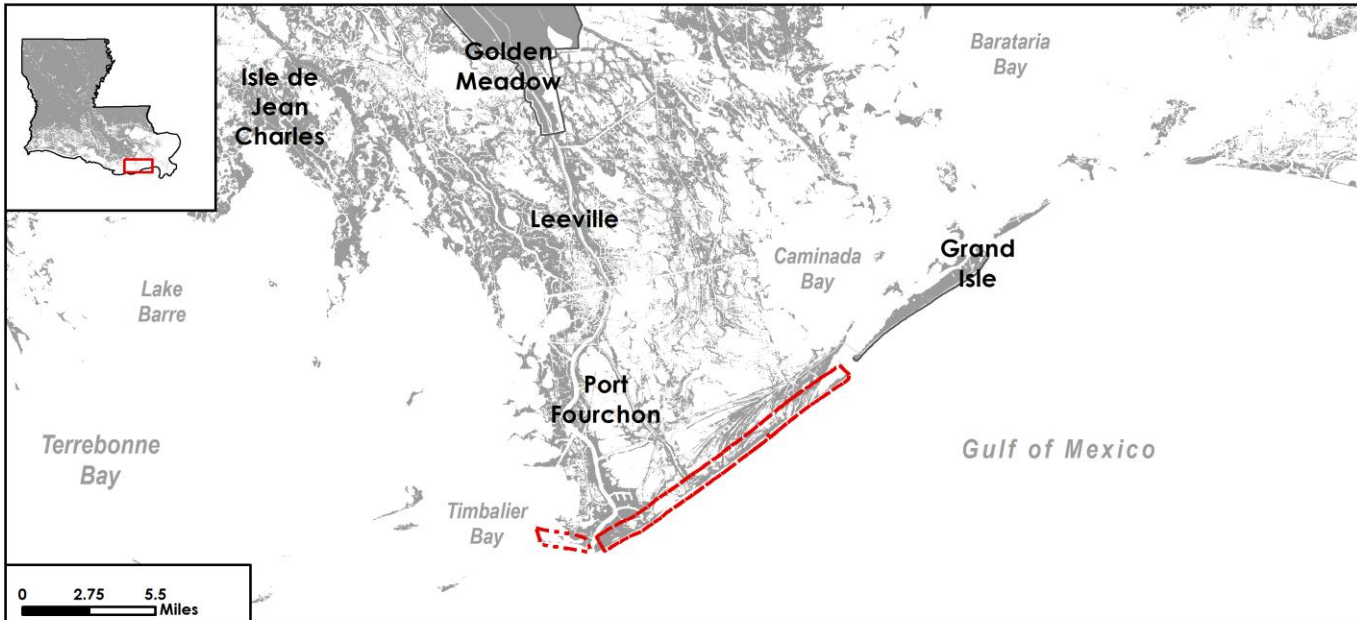 Barataria
Bay
Golden
Meadow
Isle de
Jean
Charles
Leeville
Caminada
Bay
Grand
Isle
Lake
Barre
Port
Fourchon
Terrebonne
Bay
Gulf of Mexico
Timbalier
Bay
0 2.75 5.5
Miles